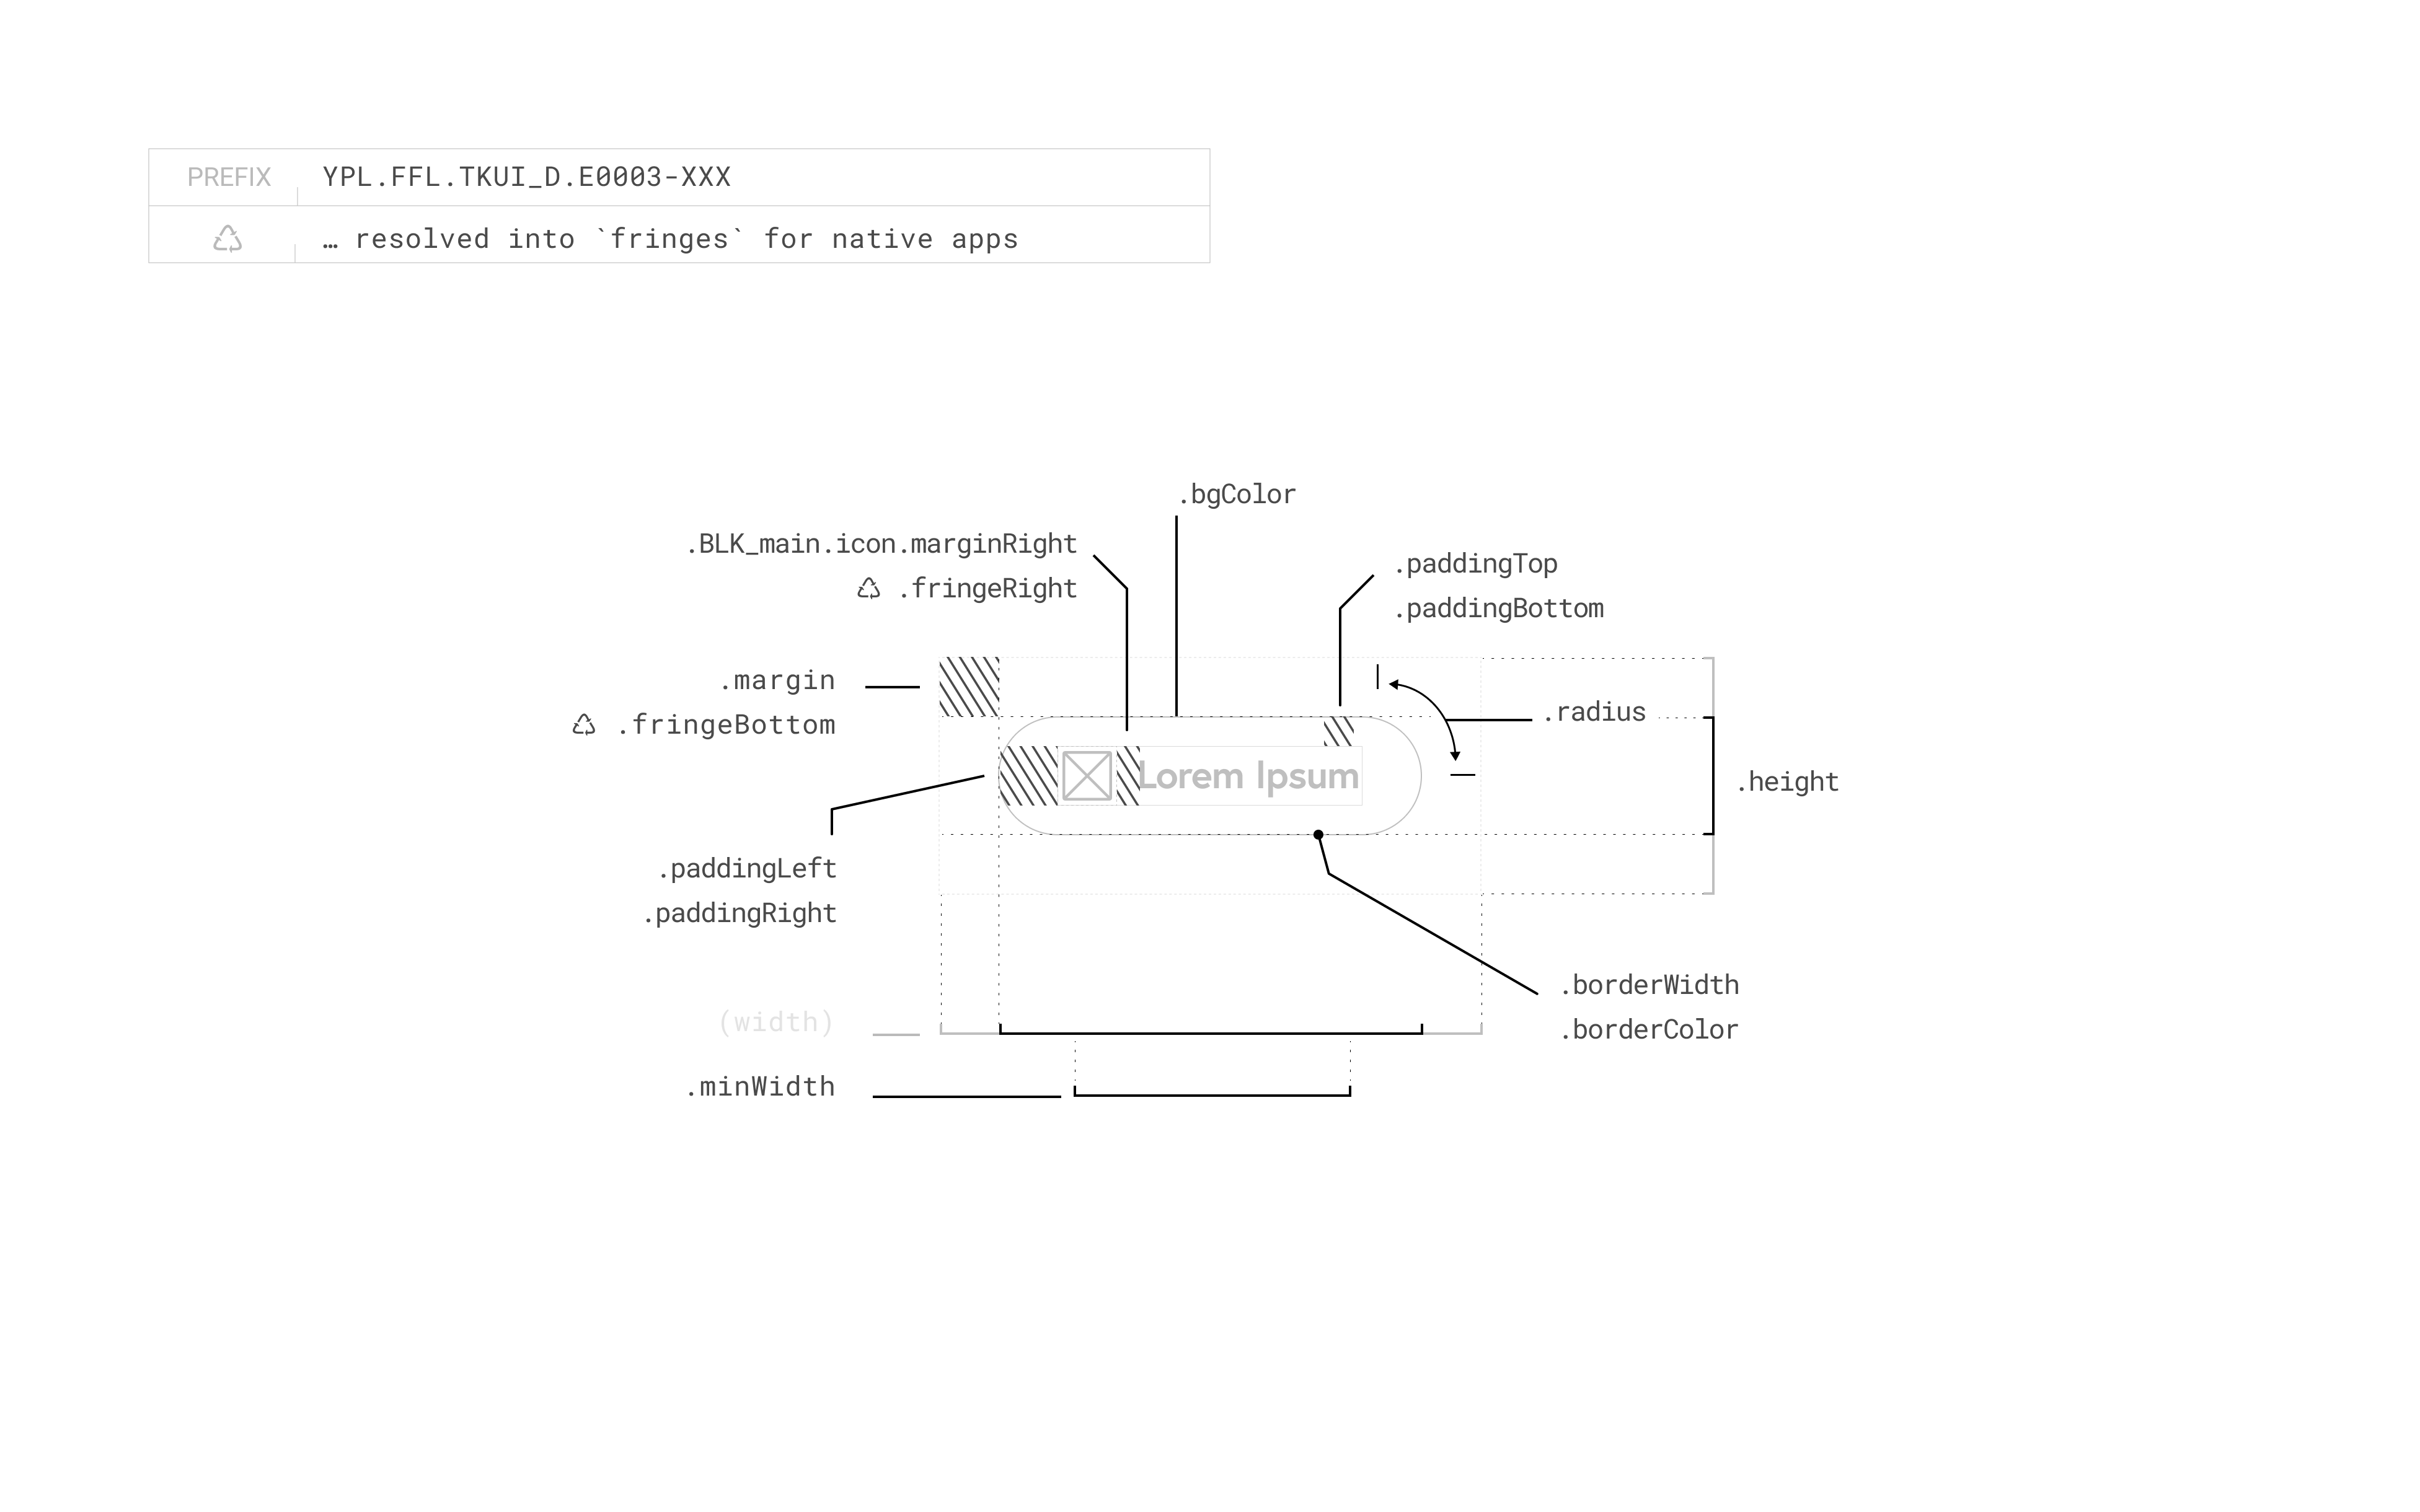 PREFIX YPL.FFL.TKUI_D.E0003-XXX
… resolved into `fringes` for native apps
.bgColor
.BLK_main.icon.marginRight
.fringeRight
.paddingTop
.paddingBottom
.margin
.fringeBottom
.radius
Lorem Ipsum
.height
.paddingLeft
.paddingRight
.borderWidth
.borderColor
(width)
.minWidth